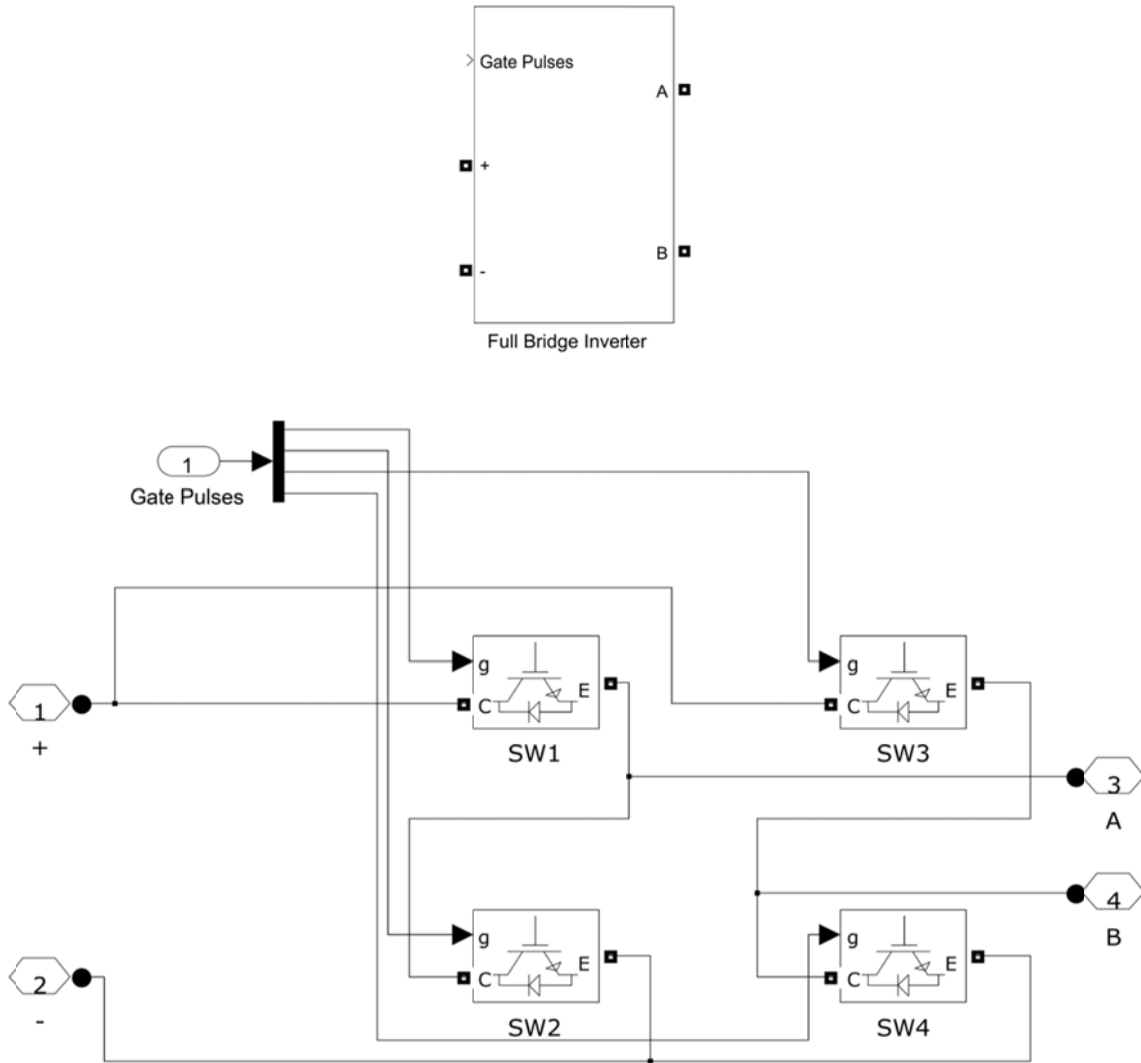 Gate Pulses
A
+
B
-
Full Bridge Inverter
1
Gate Pulses
g
C
E
SW1
g
C
E
SW3
1
+
3
A
4
B
g
C
E
SW2
g
C
E
SW4
2
-